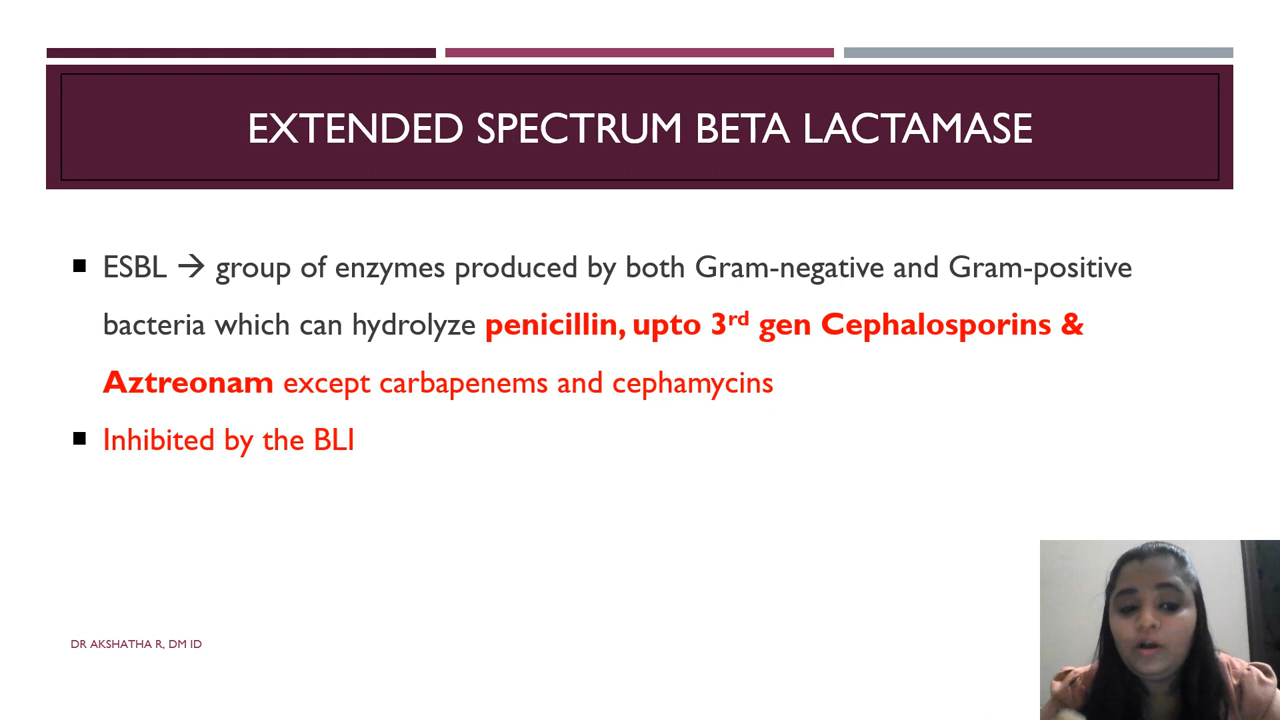 EXTENDED SPECTRUM BETA LACTAMASE
ESBL → group of enzymes produced by both Gram-negative and Gram-positive
bacteria which can hydrolyze penicillin, upto 3rd gen Cephalosporins &
Aztreonam except carbapenems and cephamycins
Inhibited by the BLI
DR AKSHATHA R, DM ID